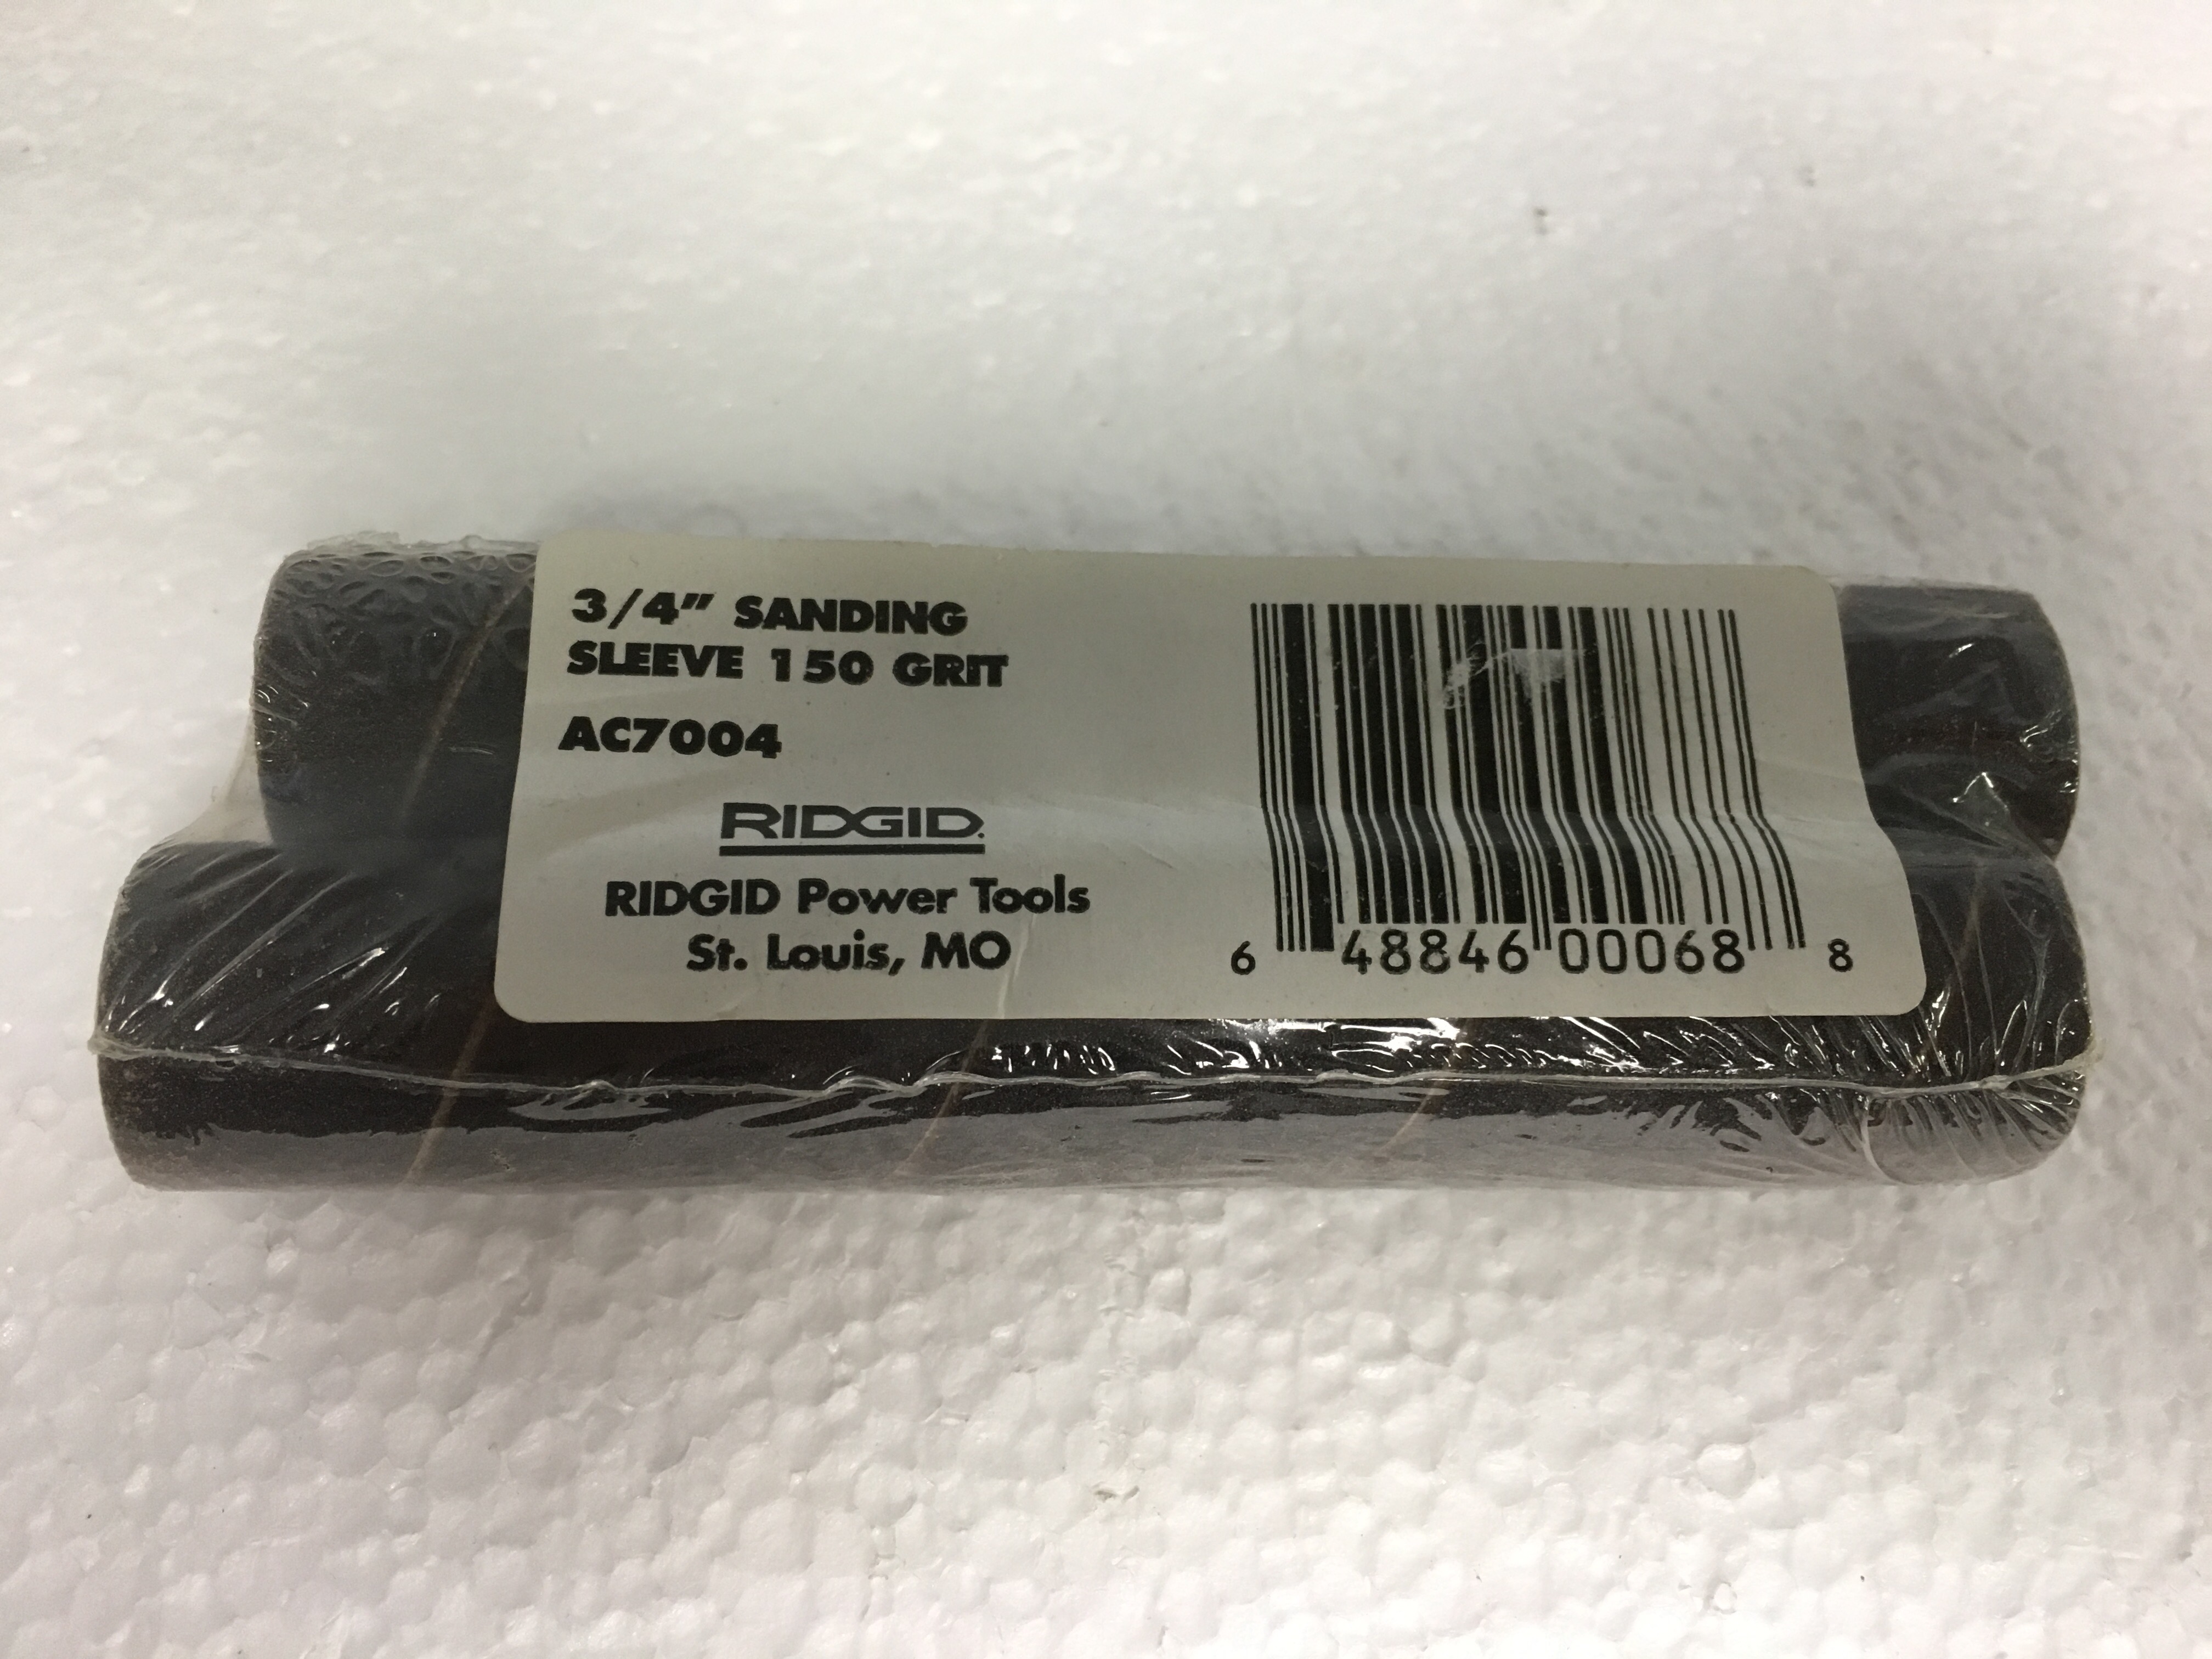 3/4" SANDING
SLEEVE 150 GRIT
AC7004
RIDGID.
RIDGID Power Tools
St. Louis, MO
6 48846 00068 8